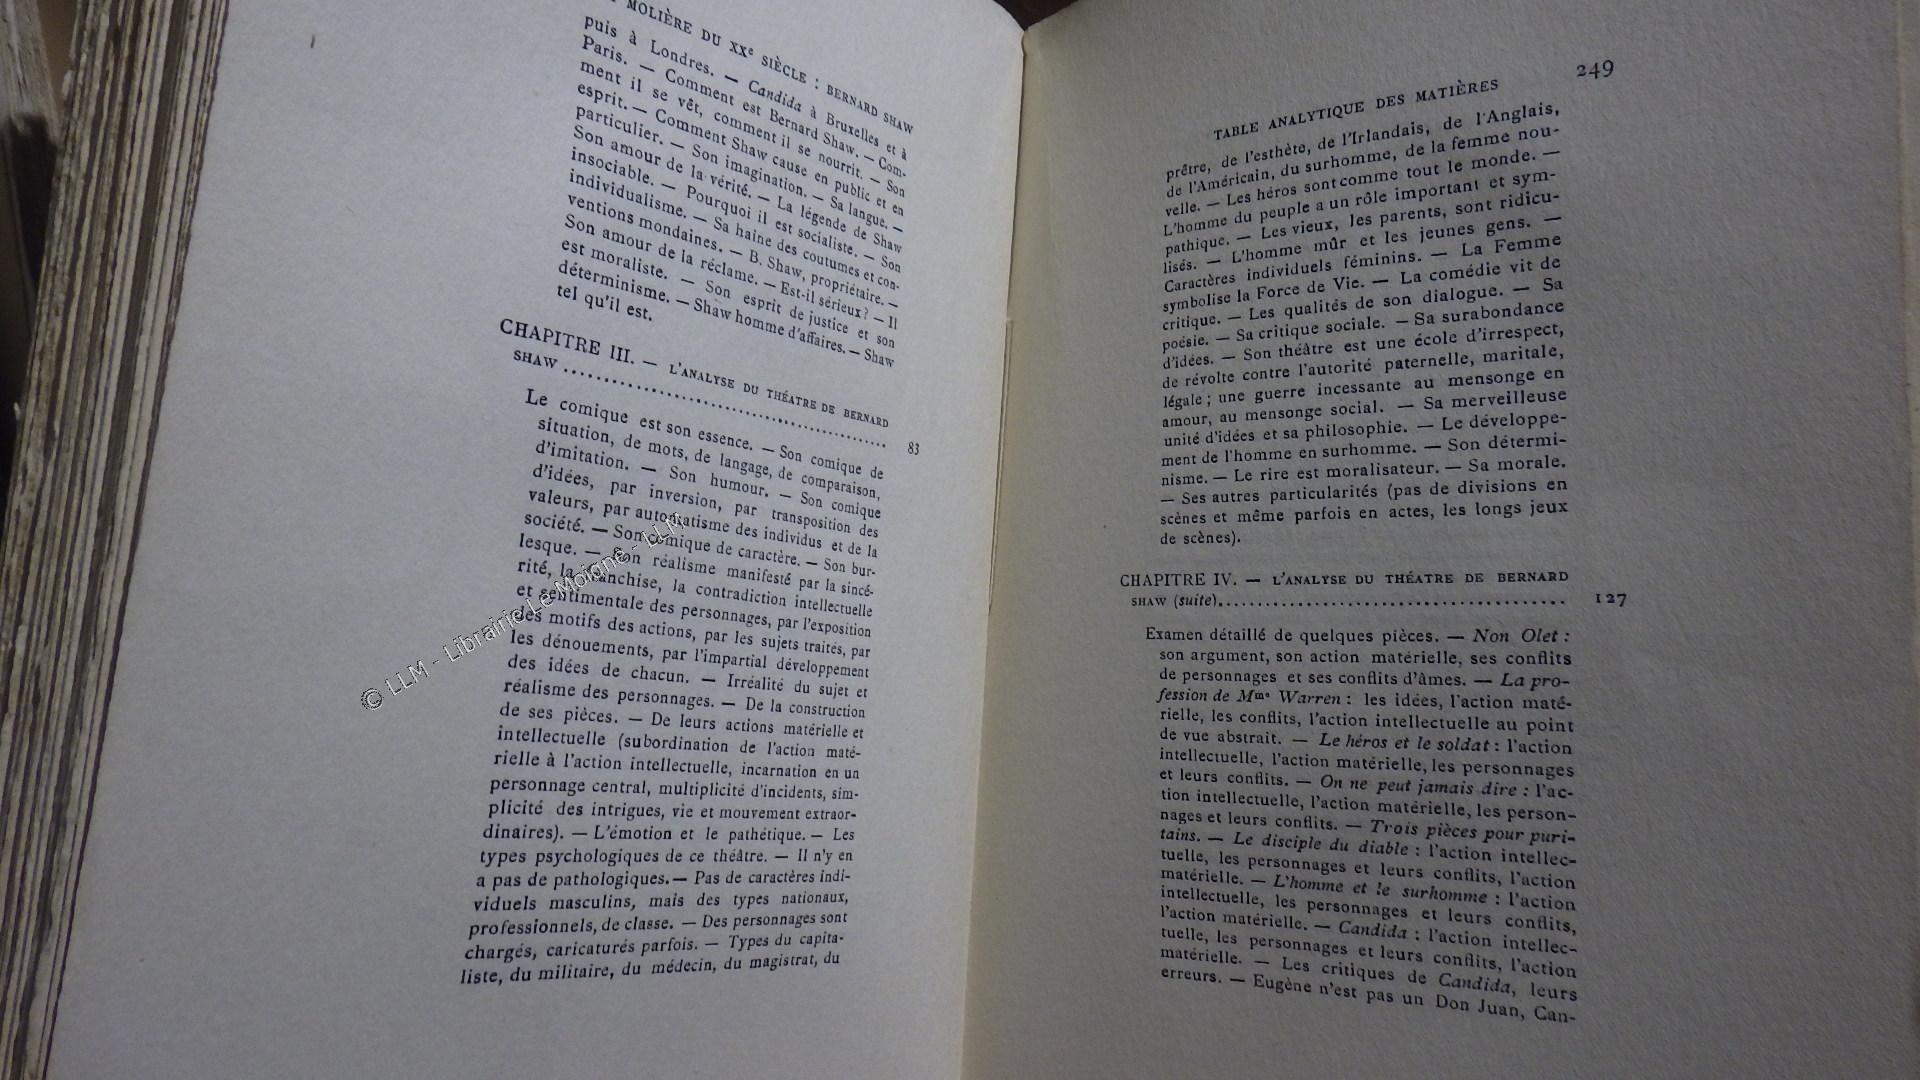 MOLIÈRE DU XXe SIÈCLE : BERNARD SHAW
puis à Londres. — Candida à Bruxelles et à
Paris. — Comment est Bernard Shaw. — Com-
ment il se vêt, comment il se nourrit. — Son
esprit. — Comment Shaw cause en public et en
particulier. — Son imagination. — Sa langue. —
Son amour de la vérité. — La légende de Shaw
insociable. — Pourquoi il est socialiste. — Son
individualisme. — Sa haine des coutumes et con-
ventions mondaines. — B. Shaw, propriétaire. —
Son amour de la réclame. — Est-il sérieux? — Il
est moraliste. — Son esprit de justice et son
déterminisme. — Shaw homme d'affaires. — Shaw
tel qu'il est.
CHAPITRE III. — L'ANALYSE DU THÉATRE DE BERNARD
SHAW ........................................ 83
Le comique est son essence. — Son comique de
situation, de mots, de langage, de comparaison,
d'imitation. — Son humour. — Son comique
d'idées, par inversion, par transposition des
valeurs, par automatisme des individus et de la
société. — Son comique de caractère. — Son bur-
lesque. — Son réalisme manifesté par la sincé-
rité, la franchise, la contradiction intellectuelle
et sentimentale des personnages, par l'exposition
des motifs des actions, par les sujets traités, par
les dénouements, par l'impartial développement
des idées de chacun. — Irréalité du sujet et
réalisme des personnages. — De la construction
de ses pièces. — De leurs actions matérielle et
intellectuelle (subordination de l'action maté-
rielle à l'action intellectuelle, incarnation en un
personnage central, multiplicité d'incidents, sim-
plicité des intrigues, vie et mouvement extraor-
dinaires). — L'émotion et le pathétique. — Les
types psychologiques de ce théâtre. — Il n'y en
a pas de pathologiques. — Pas de caractères indi-
viduels masculins, mais des types nationaux,
professionnels, de classe. — Des personnages sont
chargés, caricaturés parfois. — Types du capita-
liste, du militaire, du médecin, du magistrat, du
© LLM - Librairie Le Moigne - LLM
TABLE ANALYTIQUE DES MATIÈRES 249
prêtre, de l'esthète, de l'Irlandais, de l'Anglais,
de l'Américain, du surhomme, de la femme nou-
velle. — Les héros sont comme tout le monde. —
L'homme du peuple a un rôle important et sym-
pathique. — Les vieux, les parents, sont ridicu-
lisés. — L'homme mûr et les jeunes gens. —
Caractères individuels féminins. — La Femme
symbolise la Force de Vie. — La comédie vit de
critique. — Les qualités de son dialogue. — Sa
poésie. — Sa critique sociale. — Sa surabondance
d'idées. — Son théâtre est une école d'irrespect,
de révolte contre l'autorité paternelle, maritale,
légale ; une guerre incessante au mensonge en
amour, au mensonge social. — Sa merveilleuse
unité d'idées et sa philosophie. — Le développe-
ment de l'homme en surhomme. — Son détermi-
nisme. — Le rire est moralisateur. — Sa morale.
— Ses autres particularités (pas de divisions en
scènes et même parfois en actes, les longs jeux
de scènes).
CHAPITRE IV. — L'ANALYSE DU THÉATRE DE BERNARD
SHAW (suite)........................................ 127
Examen détaillé de quelques pièces. — Non Olet :
son argument, son action matérielle, ses conflits
de personnages et ses conflits d'âmes. — La pro-
fession de Mme Warren : les idées, l'action maté-
rielle, les conflits, l'action intellectuelle au point
de vue abstrait. — Le héros et le soldat : l'action
intellectuelle, l'action matérielle, les personnages
et leurs conflits. — On ne peut jamais dire : l'ac-
tion intellectuelle, l'action matérielle, les person-
nages et leurs conflits. — Trois pièces pour puri-
tains. — Le disciple du diable : l'action intellec-
tuelle, les personnages et leurs conflits, l'action
matérielle. — L'homme et le surhomme : l'action
intellectuelle, les personnages et leurs conflits,
l'action matérielle. — Candida : l'action intellec-
tuelle, les personnages et leurs conflits, l'action
matérielle. — Les critiques de Candida, leurs
erreurs. — Eugène n'est pas un Don Juan, Can-